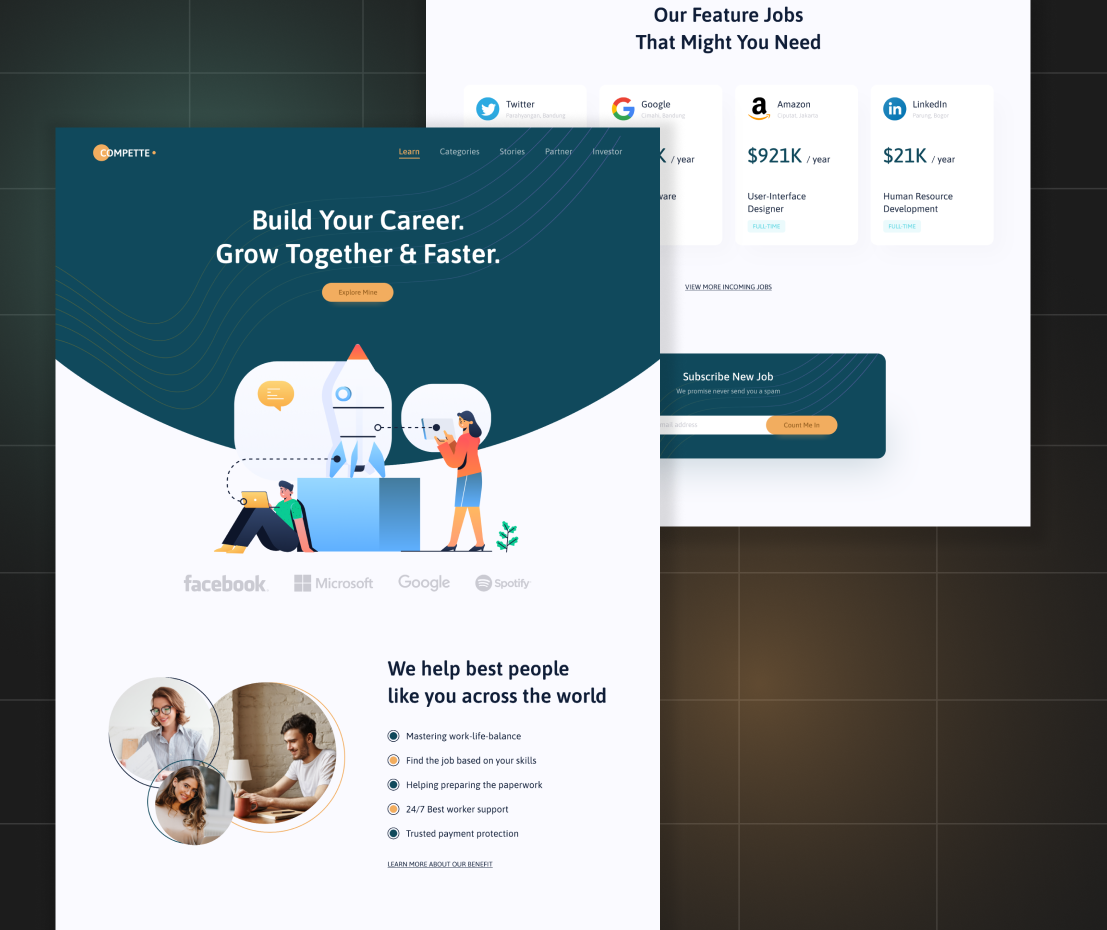 Our Feature Jobs
That Might You Need
Twitter
Parahyangan, Bandung
Google
Cimahi, Bandung
Amazon
Cipunat, Jakarta
LinkedIn
Parung, Bogor
K / year
$921K / year
$21K / year
ware
User-Interface
Designer
FULL-TIME
Human Resource
Development
FULL-TIME
VIEW MORE INCOMING JOBS
Subscribe New Job
We promise never send you a spam
mail address
Count Me In
COMPETTE
Learn
Categories
Stories
Partner
Investor
Build Your Career.
Grow Together & Faster.
Explore Mine
facebook
Microsoft
Google
Spotify
We help best people
like you across the world
Mastering work-life-balance
Find the job based on your skills
Helping preparing the paperwork
24/7 Best worker support
Trusted payment protection
LEARN MORE ABOUT OUR BENEFIT